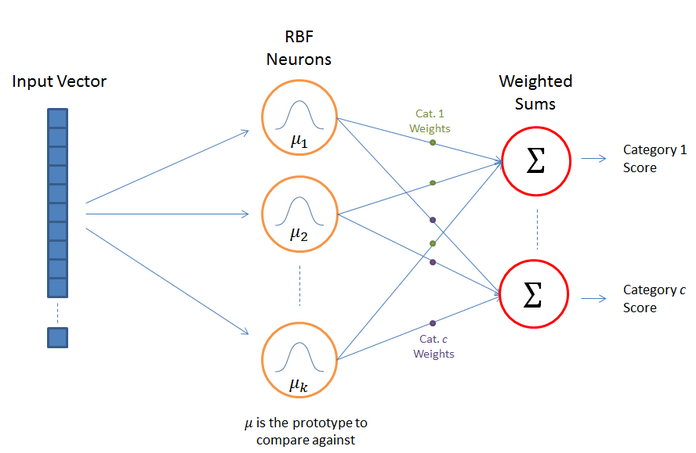 RBF
Neurons
Input Vector
Weighted
Sums
Cat. 1
Weights
μ1
Σ
Category 1
Score
μ2
Σ
Category c
Score
Cat. c
Weights
μk
μ is the prototype to
compare against